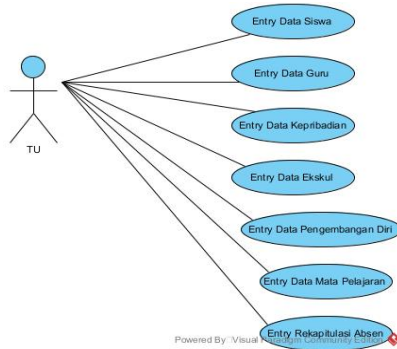 Entry Data Siswa
Entry Data Guru
Entry Data Kepribadian
TU
Entry Data Ekskul
Entry Data Pengembangan Diri
Entry Data Mata Pelajaran
Entry Rekapitulasi Absen
Powered By Visual Paradigm Community Edition